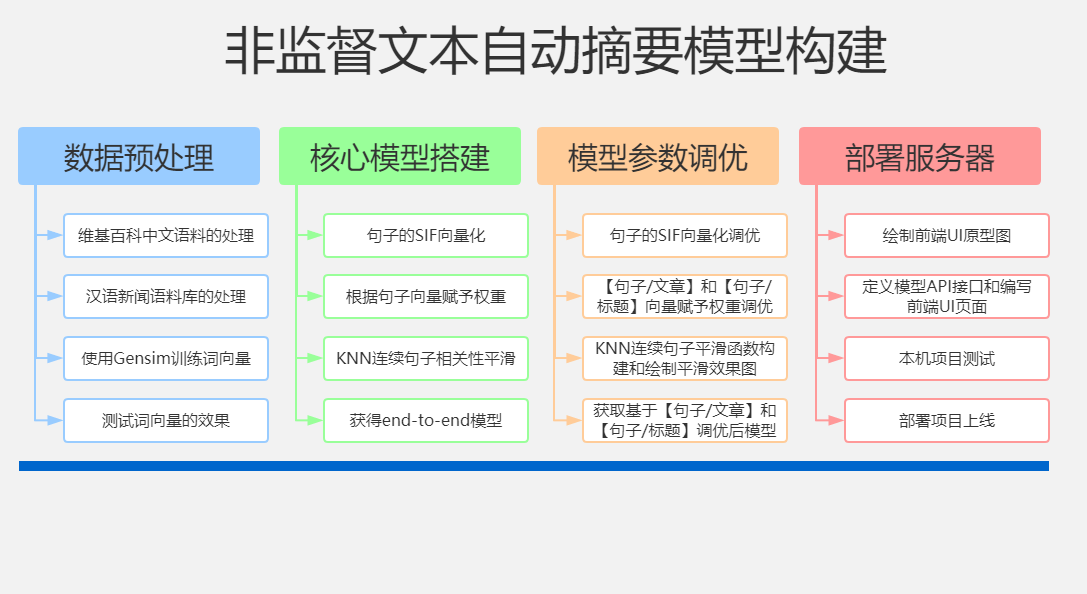 非监督文本自动摘要模型构建
数据预处理
维基百科中文语料的处理
汉语新闻语料库的处理
使用Gensim训练词向量
测试词向量的效果
核心模型搭建
句子的SIF向量化
根据句子向量赋予权重
KNN连续句子相关性平滑
获得end-to-end模型
模型参数调优
句子的SIF向量化调优
【句子/文章】和【句子/
标题】向量赋予权重调优
KNN连续句子平滑函数构
建和绘制平滑效果图
获取基于【句子/文章】和
【句子/标题】调优后模型
部署服务器
绘制前端UI原型图
定义模型API接口和编写
前端UI页面
本机项目测试
部署项目上线